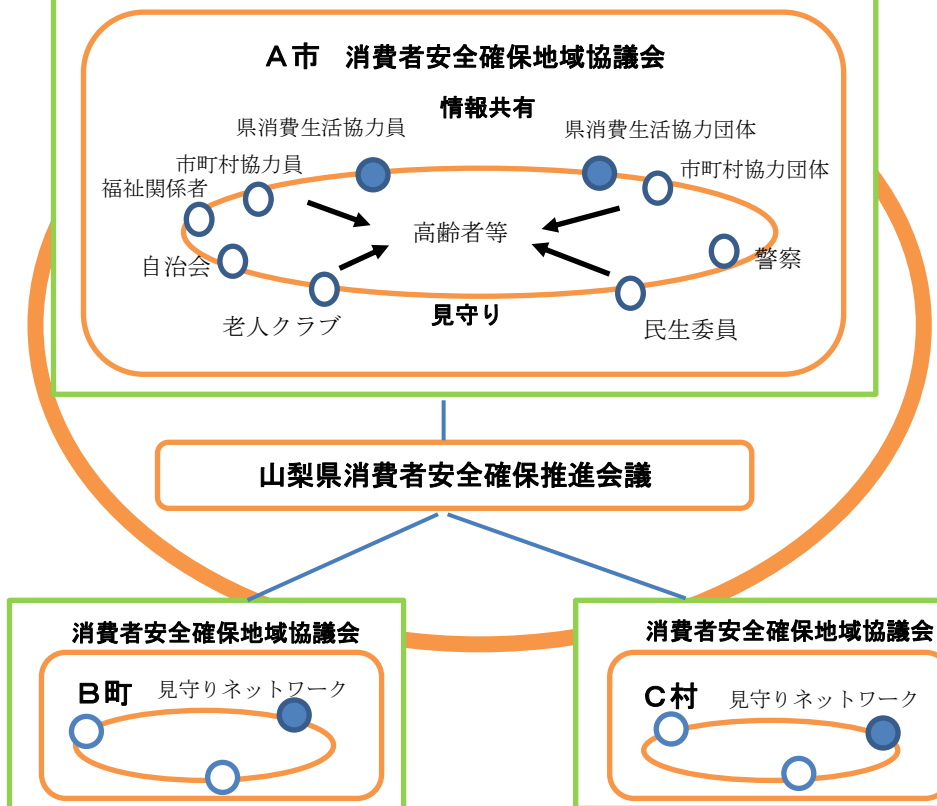 A市 消費者安全確保地域協議会
情報共有
県消費生活協力員
県消費生活協力団体
市町村協力員
市町村協力団体
福祉関係者
高齢者等
自治会
警察
老人クラブ
見守り
民生委員
山梨県消費者安全確保推進会議
消費者安全確保地域協議会
B町 見守りネットワーク
消費者安全確保地域協議会
C村 見守りネットワーク